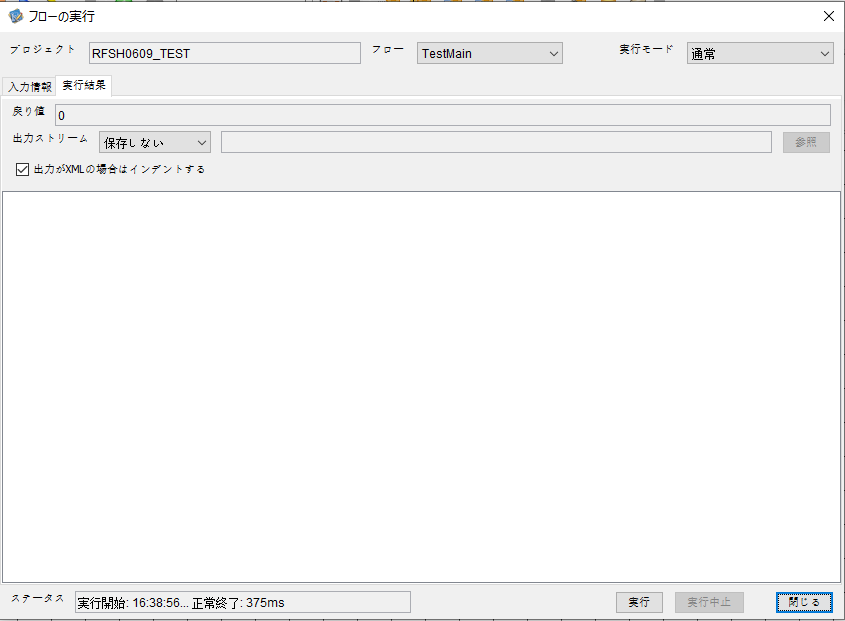 フローの実行
プロジェクト RFSH0609_TEST フロー TestMain 実行モード 通常
入力情報 実行結果
戻り値 0
出力ストリーム 保存しない 参照
出力がXMLの場合はインデントする
ステータス 実行開始: 16:38:56... 正常終了: 375ms 実行 実行中止 閉じる